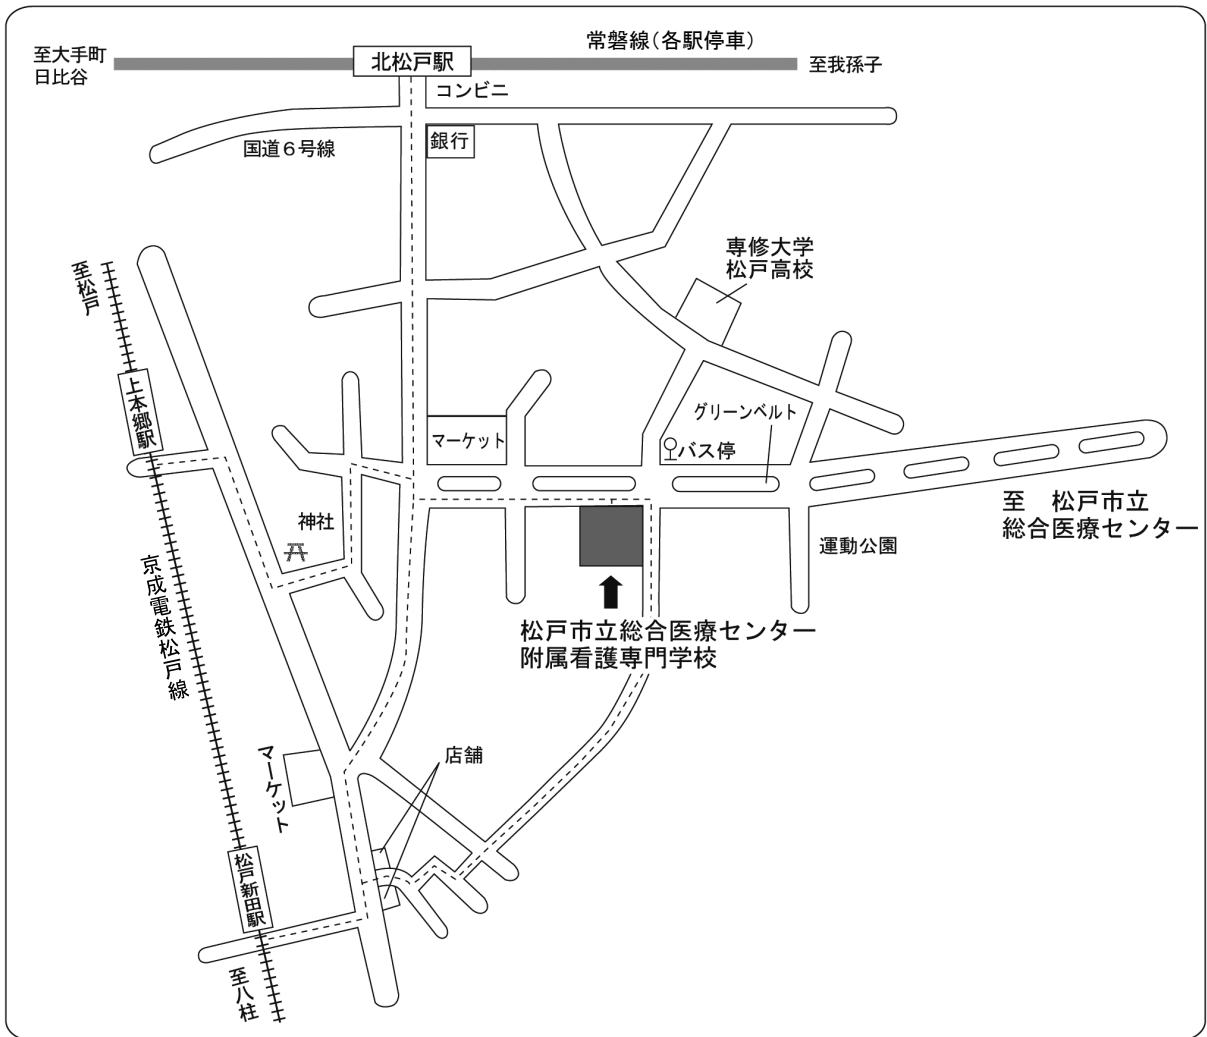 常磐線（各駅停車）
至大手町
日比谷
北松戸駅
至我孫子
コンビニ
国道６号線
銀行
専修大学
松戸高校
至松戸
上本郷駅
グリーンベルト
マーケット
バス停
至　松戸市立
総合医療センター
神社
運動公園
京成電鉄松戸線
松戸市立総合医療センター
附属看護専門学校
マーケット
店舗
松戸新田駅
至八柱